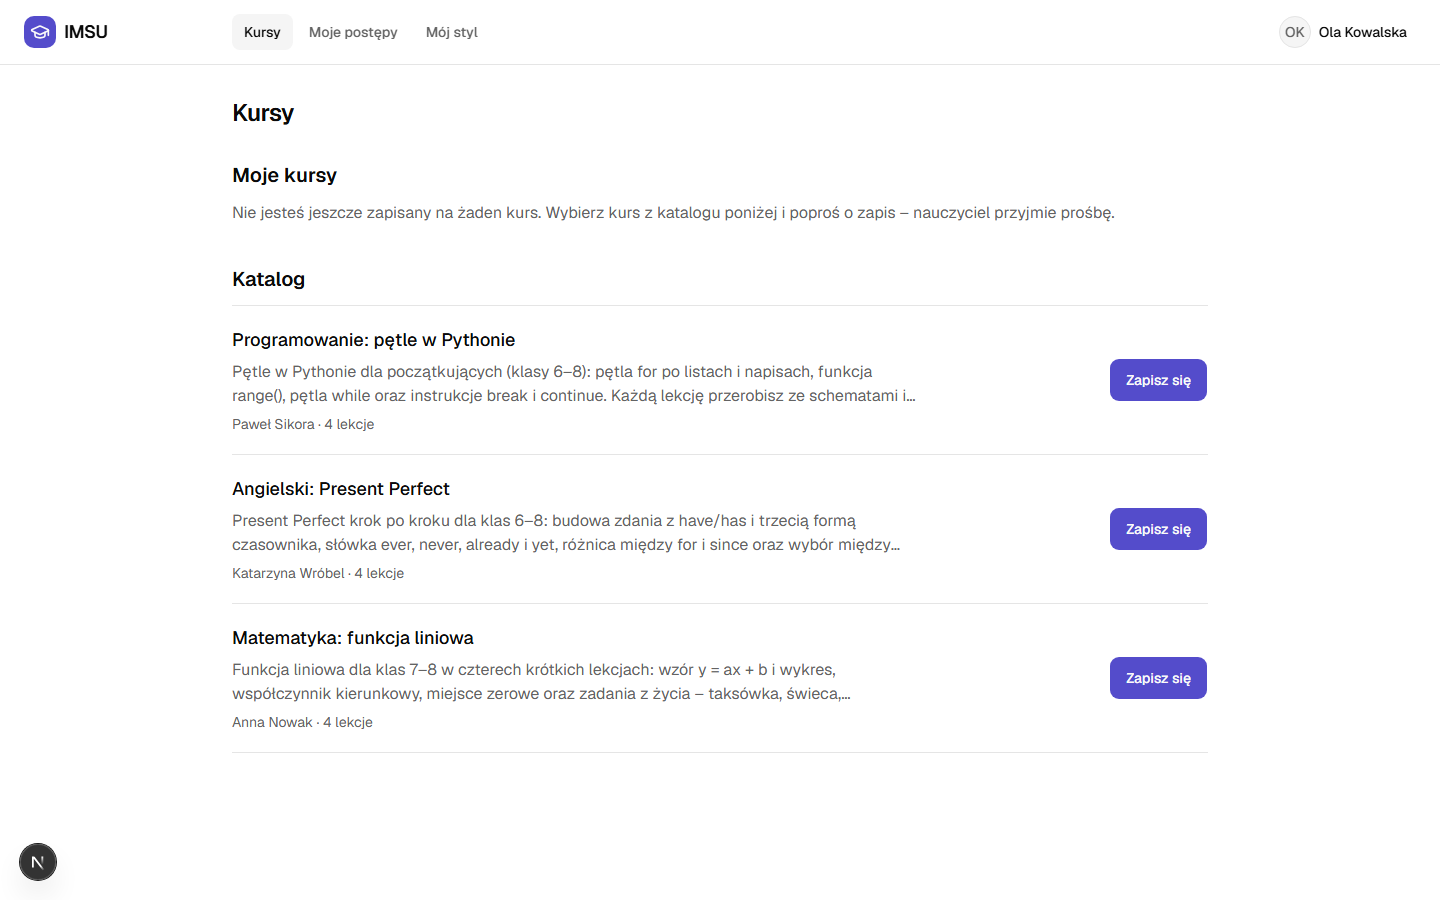 IMSU
Kursy
Moje postępy
Mój styl
OK
Ola Kowalska
Kursy
Moje kursy
Nie jesteś jeszcze zapisany na żaden kurs. Wybierz kurs z katalogu poniżej i poproś o zapis – nauczyciel przyjmie prośbę.
Katalog
Programowanie: pętle w Pythonie
Pętle w Pythonie dla początkujących (klasy 6–8): pętla for po listach i napisach, funkcja
range(), pętla while oraz instrukcje break i continue. Każdą lekcję przerobisz ze schematami i...
Paweł Sikora · 4 lekcje
Zapisz się
Angielski: Present Perfect
Present Perfect krok po kroku dla klas 6–8: budowa zdania z have/has i trzecią formą
czasownika, słówka ever, never, already i yet, różnica między for i since oraz wybór między...
Katarzyna Wróbel · 4 lekcje
Zapisz się
Matematyka: funkcja liniowa
Funkcja liniowa dla klas 7–8 w czterech krótkich lekcjach: wzór y = ax + b i wykres,
współczynnik kierunkowy, miejsce zerowe oraz zadania z życia – taksówka, świeca,...
Anna Nowak · 4 lekcje
Zapisz się
N